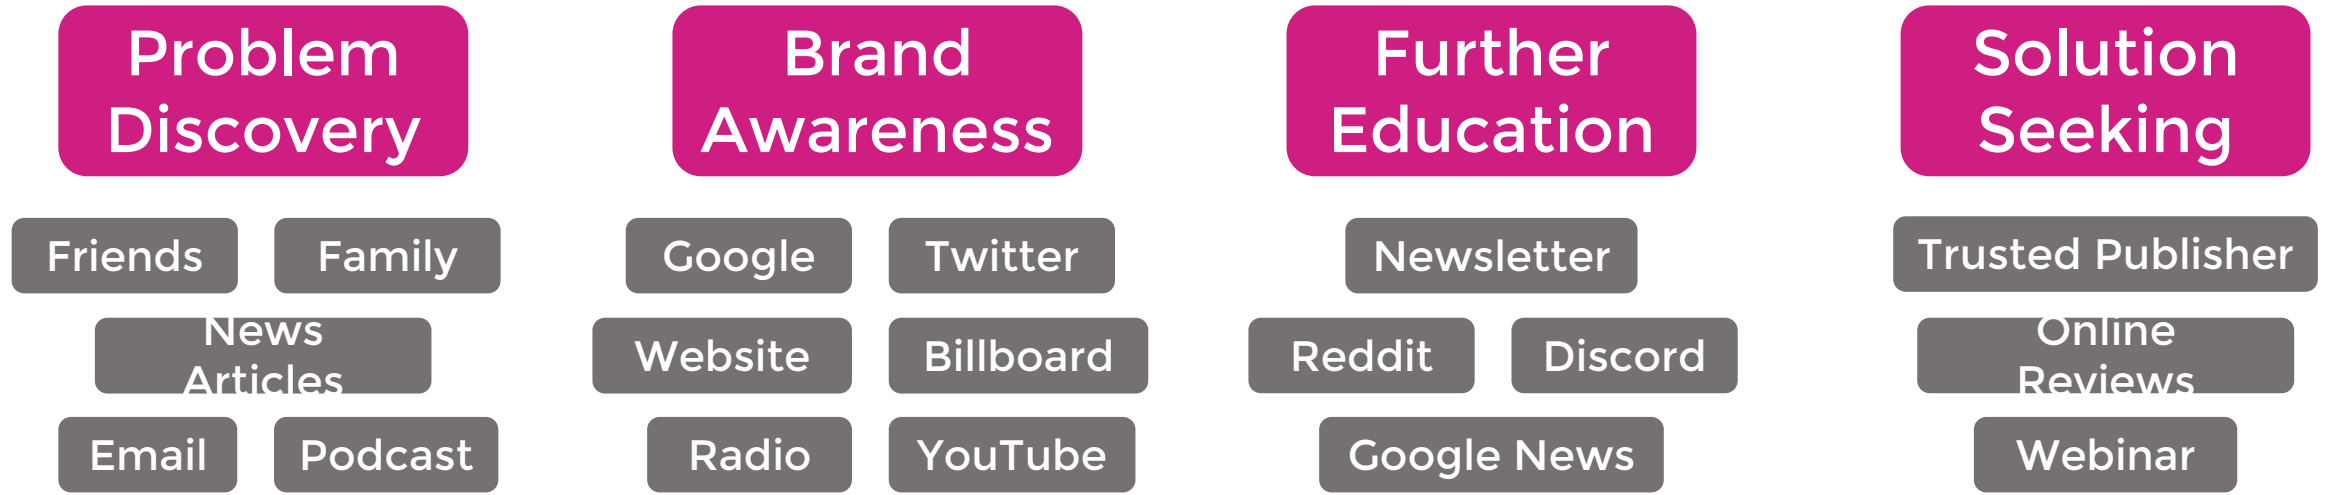 Problem
Discovery
Friends
Family
News
Articles
Email
Podcast
Brand
Awareness
Google
Twitter
Website
Billboard
Radio
YouTube
Further
Education
Newsletter
Reddit
Discord
Google News
Solution
Seeking
Trusted Publisher
Online
Reviews
Webinar